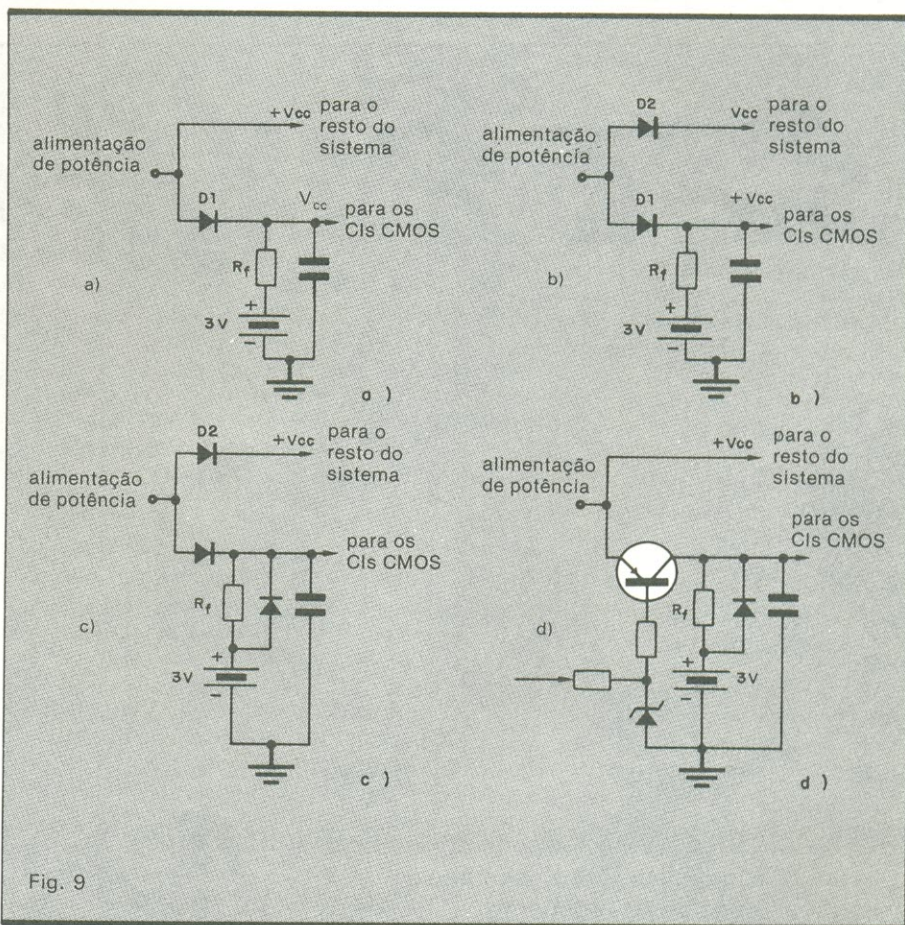 +Vcc
para o
resto do
sistema
alimentação
de potência
D1
Vcc
para os
CIs CMOS
Rf
+
3V
−
a)
a )
D2
Vcc
para o
resto do
sistema
alimentação
de potência
D1
+Vcc
para os
CIs CMOS
Rf
+
3V
−
b)
b )
D2
+Vcc
para o
resto do
sistema
alimentação
de potência
para os
CIs CMOS
Rf
c)
+
3V
−
c )
+Vcc
para o
resto do
sistema
alimentação
de potência
para os
CIs CMOS
Rf
d)
+
3V
−
d )
Fig. 9